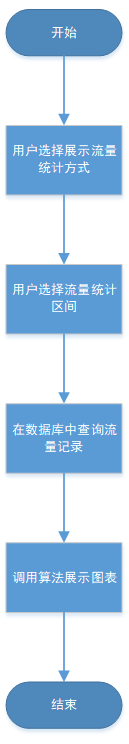 开始
用户选择展示流量
统计方式
用户选择流量统计
区间
在数据库中查询流
量记录
调用算法展示图表
结束